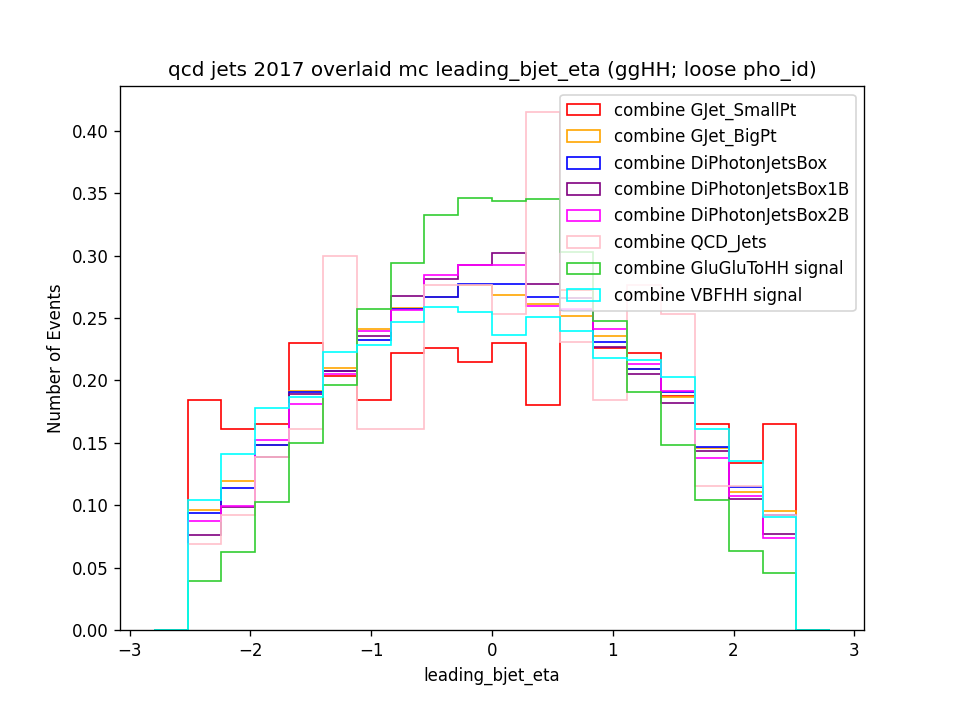 qcd jets 2017 overlaid mc leading_bjet_eta (ggHH; loose pho_id)
combine GJet_SmallPt
combine GJet_BigPt
combine DiPhotonJetsBox
combine DiPhotonJetsBox1B
combine DiPhotonJetsBox2B
combine QCD_Jets
combine GluGluToHH signal
combine VBFHH signal
Number of Events
0.40
0.35
0.30
0.25
0.20
0.15
0.10
0.05
0.00
−3 −2 −1 0 1 2 3
leading_bjet_eta